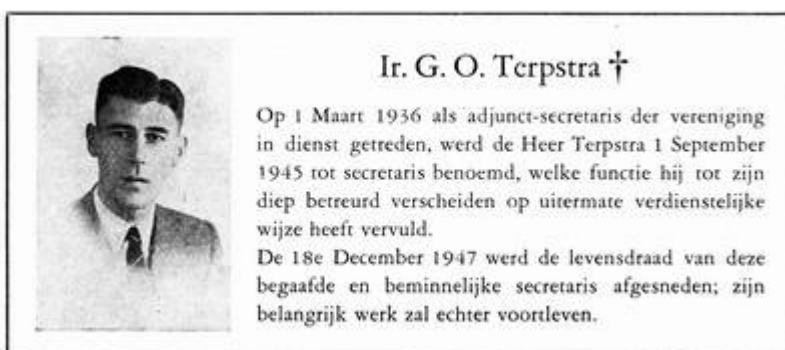 Ir. G. O. Terpstra †
Op 1 Maart 1936 als adjunct-secretaris der vereniging
in dienst getreden, werd de Heer Terpstra 1 September
1945 tot secretaris benoemd, welke functie hij tot zijn
diep betreurd verscheiden op uitermate verdienstelijke
wijze heeft vervuld.
De 18e December 1947 werd de levensdraad van deze
begaafde en beminnelijke secretaris afgesneden; zijn
belangrijk werk zal echter voortleven.